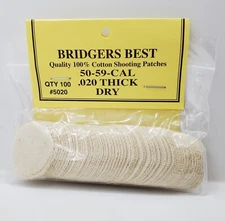 BRIDGERS BEST
Quality 100% Cotton Shooting Patches
50-59-CAL
.020 THICK
DRY
QTY 100
#5020